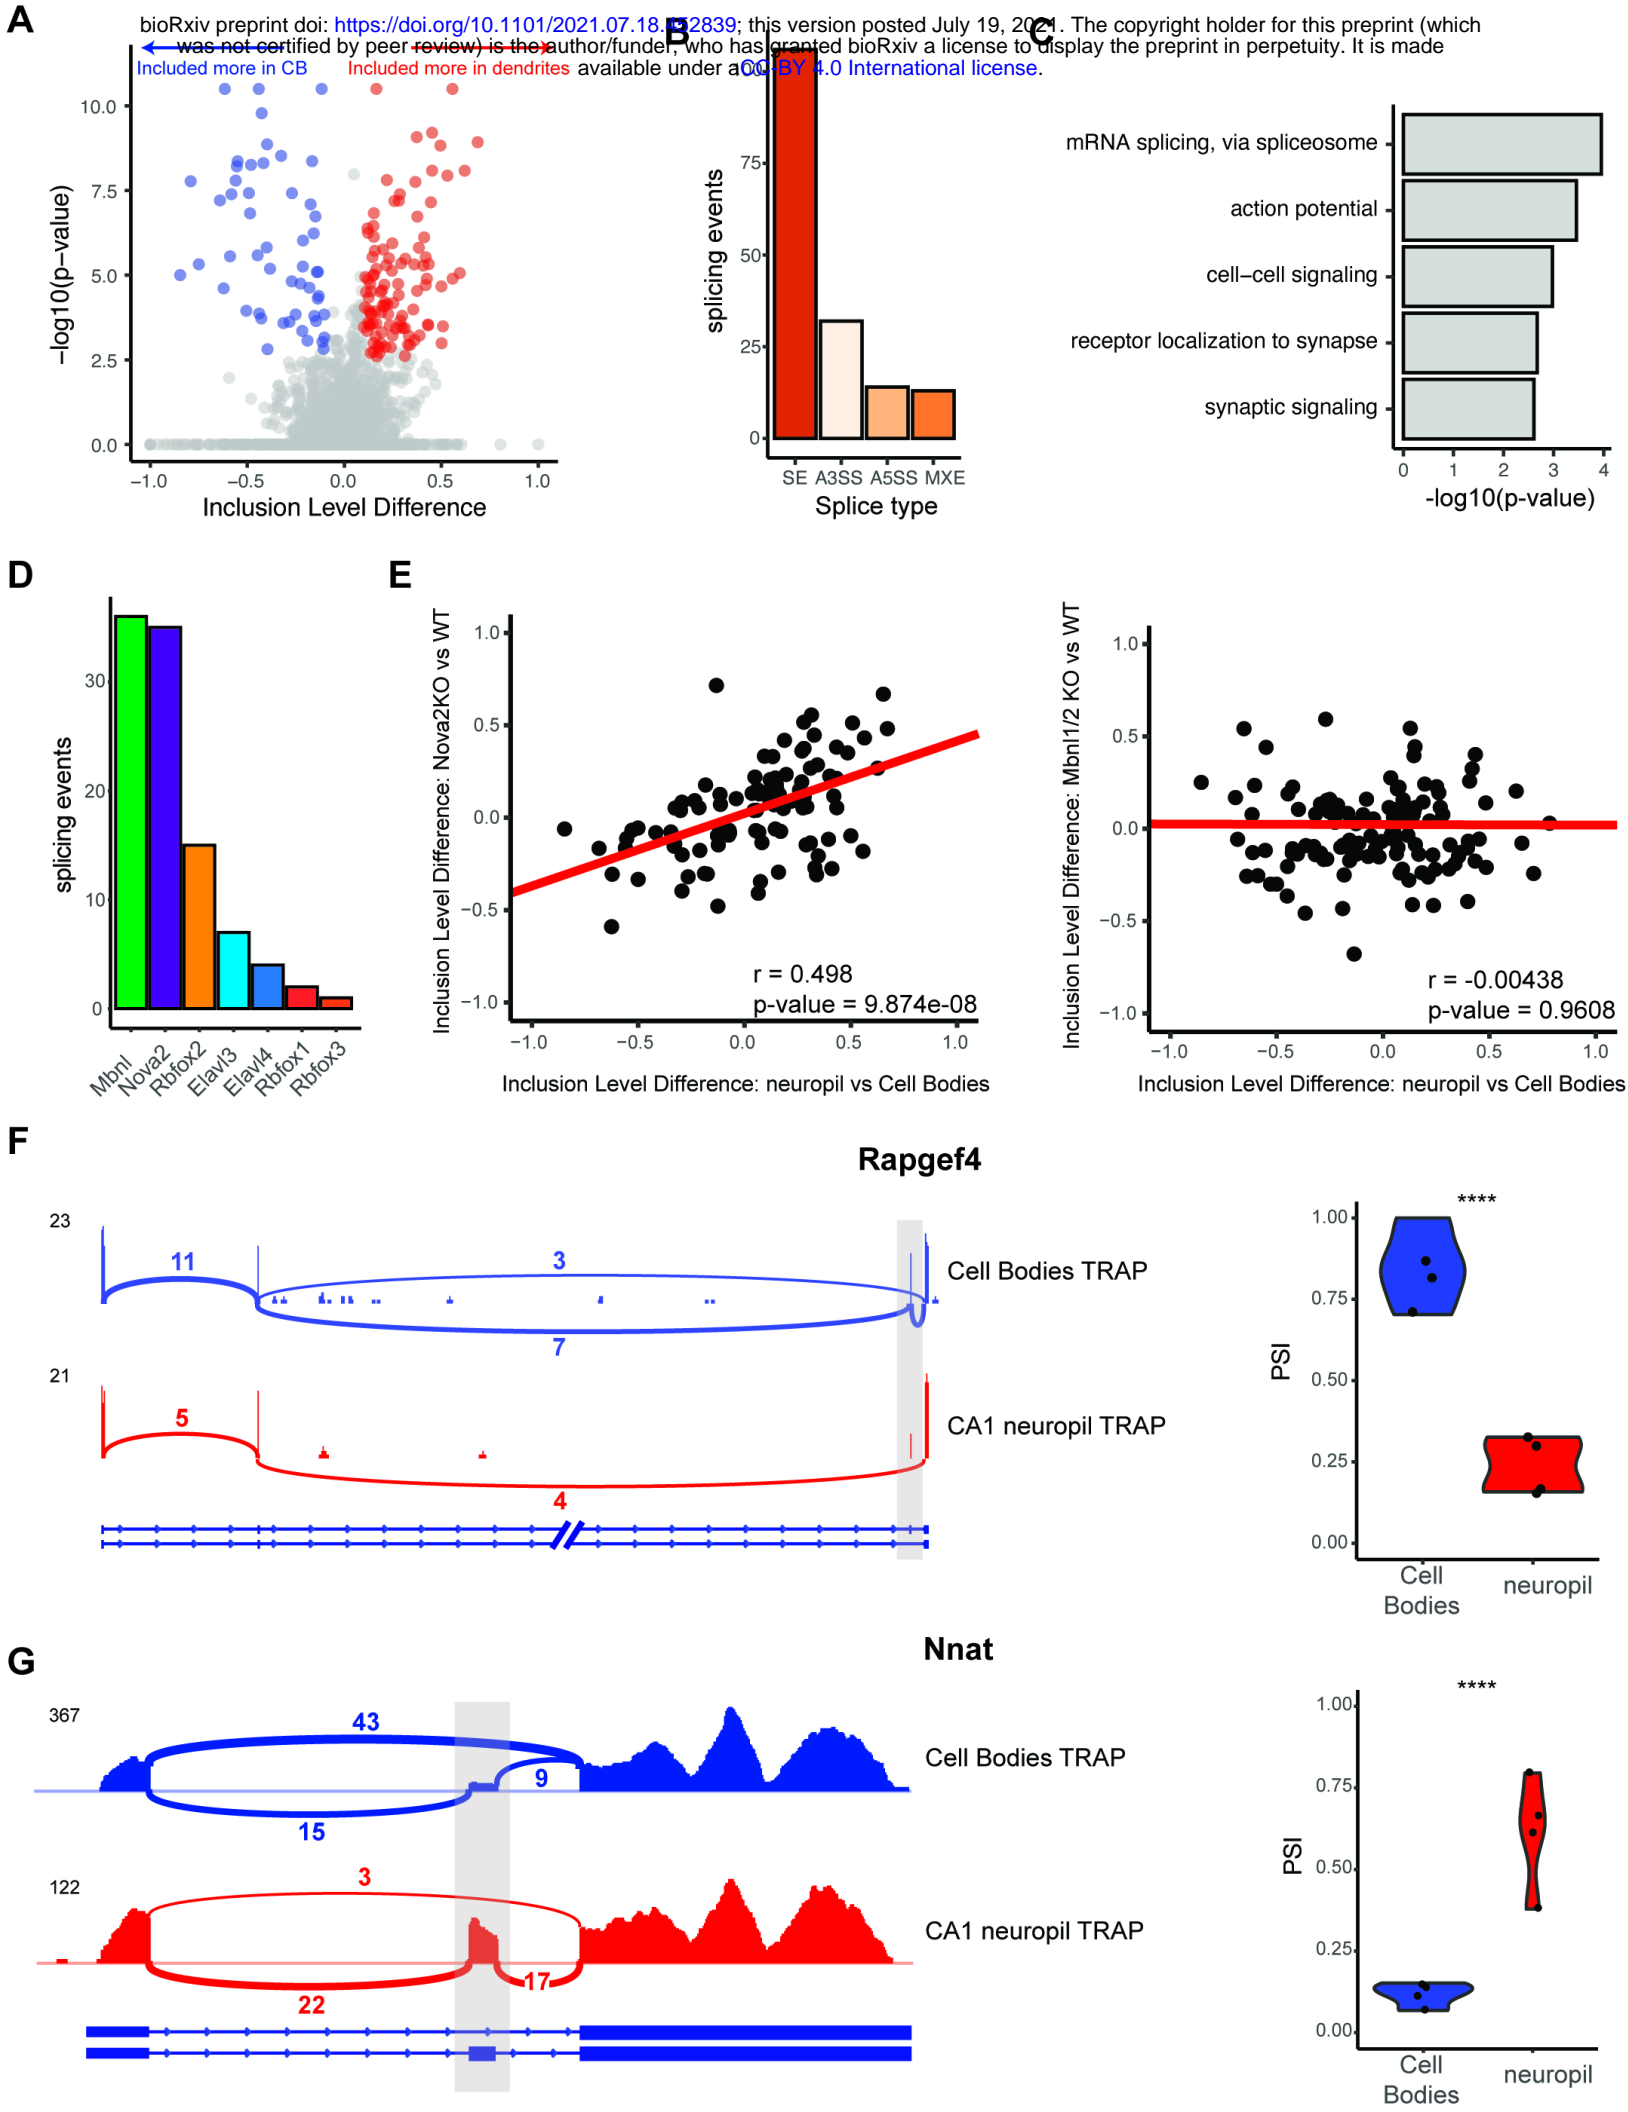 A
B
C
bioRxiv preprint doi: https://doi.org/10.1101/2021.07.18.452839; this version posted July 19, 2021. The copyright holder for this preprint (which
was not certified by peer review) is the author/funder, who has granted bioRxiv a license to display the preprint in perpetuity. It is made
available under aCC-BY 4.0 International license.
Included more in CB
Included more in dendrites
−log10(p−value)
10.0
7.5
5.0
2.5
0.0
−1.0
−0.5
0.0
0.5
1.0
Inclusion Level Difference
splicing events
100
75
50
25
0
SE
A3SS
A5SS
MXE
Splice type
mRNA splicing, via spliceosome
action potential
cell−cell signaling
receptor localization to synapse
synaptic signaling
0
1
2
3
4
-log10(p-value)
D
splicing events
30
20
10
0
Mbnl
Nova2
Rbfox2
Elavl3
Elavl4
Rbfox1
Rbfox3
E
Inclusion Level Difference: Nova2KO vs WT
1.0
0.5
0.0
−0.5
−1.0
r = 0.498
p-value = 9.874e-08
−1.0
−0.5
0.0
0.5
1.0
Inclusion Level Difference: neuropil vs Cell Bodies
Inclusion Level Difference: Mbnl1/2 KO vs WT
1.0
0.5
0.0
−0.5
−1.0
r = -0.00438
p-value = 0.9608
−1.0
−0.5
0.0
0.5
1.0
Inclusion Level Difference: neuropil vs Cell Bodies
F
Rapgef4
23
11
3
7
Cell Bodies TRAP
21
5
4
CA1 neuropil TRAP
****
PSI
1.00
0.75
0.50
0.25
0.00
Cell
Bodies
neuropil
G
Nnat
367
43
9
15
Cell Bodies TRAP
122
3
17
22
CA1 neuropil TRAP
****
PSI
1.00
0.75
0.50
0.25
0.00
Cell
Bodies
neuropil